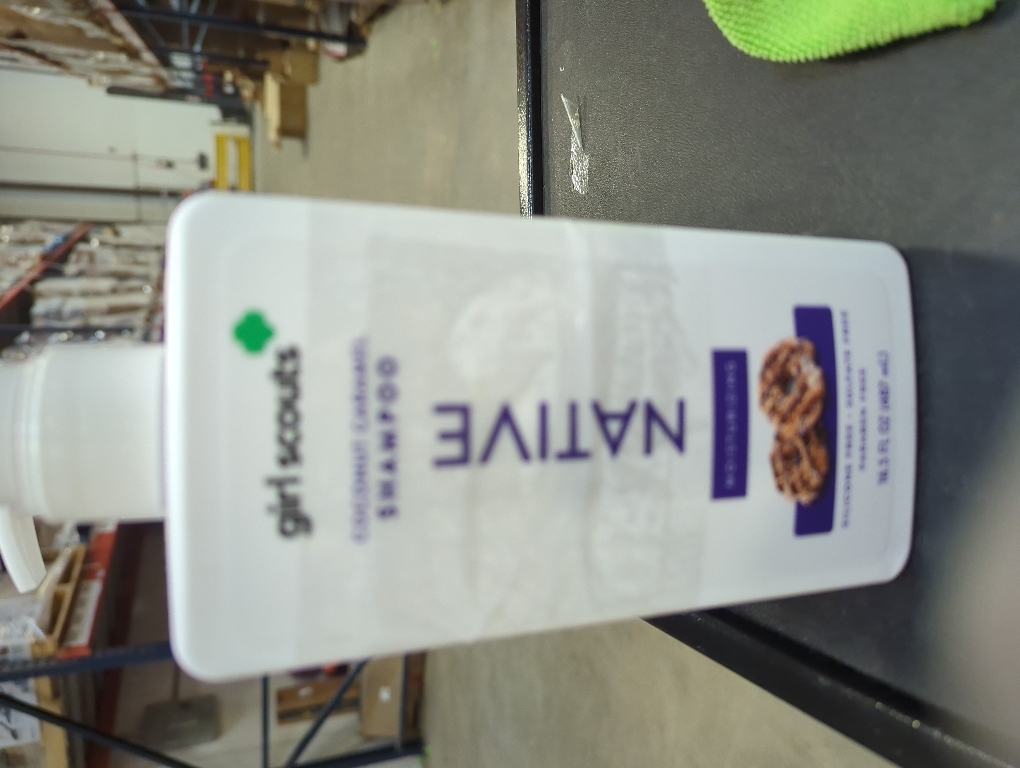 girl scouts
COCONUT CARAMEL
SHAMPOO
NATIVE
MOISTURIZING
SILICONE FREE • SULFATE FREE
PARABEN FREE
16.5 FL OZ (487 mL)